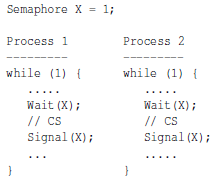 Semaphore X = 1;
Process 1    Process 2
---------    ---------
while (1) {    while (1) {
.....    .....
Wait(X);    Wait(X);
// CS    // CS
Signal(X);    Signal(X);
...    .....
}    }